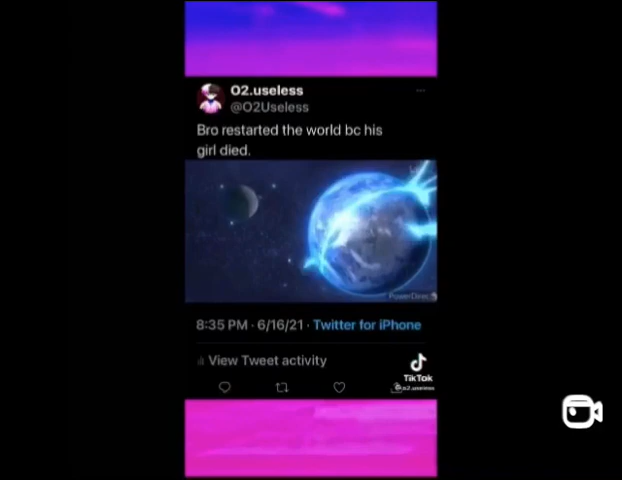 O2.useless
@O2Useless
Bro restarted the world bc his
girl died.
8:35 PM · 6/16/21 · Twitter for iPhone
View Tweet activity
TikTok